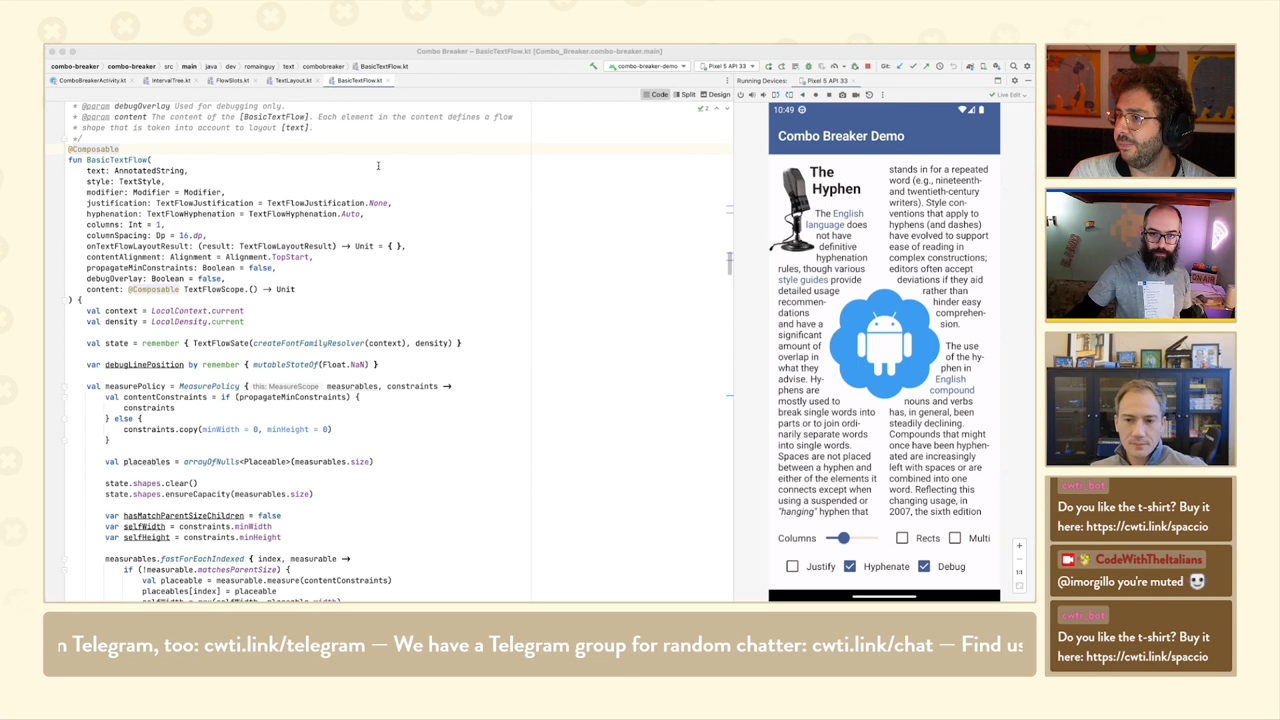 Combo Breaker – BasicTextFlow.kt [Combo_Breaker.combo-breaker.main]
combo-breaker › combo-breaker › src › main › java › dev › romainguy › text › combobreaker › BasicTextFlow.kt
combo-breaker-demo
Pixel 5 API 33
Git:
ComboBreakerActivity.kt
IntervalTree.kt
FlowSlots.kt
TextLayout.kt
BasicTextFlow.kt
Running Devices:
Pixel 5 API 33
Code
Split
Design
Live Edit
2
* @param debugOverlay Used for debugging only.
* @param content The content of the [BasicTextFlow]. Each element in the content defines a flow
* shape that is taken into account to layout [text].
*/
@Composable
fun BasicTextFlow(
text: AnnotatedString,
style: TextStyle,
modifier: Modifier = Modifier,
justification: TextFlowJustification = TextFlowJustification.None,
hyphenation: TextFlowHyphenation = TextFlowHyphenation.Auto,
columns: Int = 1,
columnSpacing: Dp = 16.dp,
onTextFlowLayoutResult: (result: TextFlowLayoutResult) → Unit = { },
contentAlignment: Alignment = Alignment.TopStart,
propagateMinConstraints: Boolean = false,
debugOverlay: Boolean = false,
content: @Composable TextFlowScope.() → Unit
) {
val context = LocalContext.current
val density = LocalDensity.current
val state = remember { TextFlowSate(createFontFamilyResolver(context), density) }
var debugLinePosition by remember { mutableStateOf(Float.NaN) }
val measurePolicy = MeasurePolicy { this: MeasureScope measurables, constraints →
val contentConstraints = if (propagateMinConstraints) {
constraints
} else {
constraints.copy(minWidth = 0, minHeight = 0)
}
val placeables = arrayOfNulls<Placeable>(measurables.size)
state.shapes.clear()
state.shapes.ensureCapacity(measurables.size)
var hasMatchParentSizeChildren = false
var selfWidth = constraints.minWidth
var selfHeight = constraints.minHeight
measurables.fastForEachIndexed { index, measurable →
if (!measurable.matchesParentSize) {
val placeable = measurable.measure(contentConstraints)
placeables[index] = placeable
10:49
Combo Breaker Demo
The
Hyphen
The English
language does
not have
definitive
hyphenation
rules, though various
style guides provide
detailed usage
recommen-
dations
and have a
significant
amount of
overlap in
what they
advise. Hy-
phens are
mostly used to
break single words into
parts or to join ordi-
narily separate words
into single words.
Spaces are not placed
between a hyphen and
either of the elements it
connects except when
using a suspended or
"hanging" hyphen that
stands in for a repeated
word (e.g., nineteenth-
and twentieth-century
writers). Style con-
ventions that apply to
hyphens (and dashes)
have evolved to support
ease of reading in
complex constructions;
editors often accept
deviations if they aid
rather than
hinder easy
comprehen-
sion.
The use
of the hy-
phen in
English
compound
nouns and verbs
has, in general, been
steadily declining.
Compounds that might
once have been hyphen-
ated are increasingly
left with spaces or are
combined into one
word. Reflecting this
changing usage, in
2007, the sixth edition
Columns
Rects
Multi
Justify
Hyphenate
Debug
1:1
cwti_bot
Do you like the t-shirt? Buy it
here: https://cwti.link/spaccio
CodeWithTheItalians
@imorgillo you're muted
cwti_bot
Do you like the t-shirt? Buy it
here: https://cwti.link/spaccio
n Telegram, too: cwti.link/telegram — We have a Telegram group for random chatter: cwti.link/chat — Find us